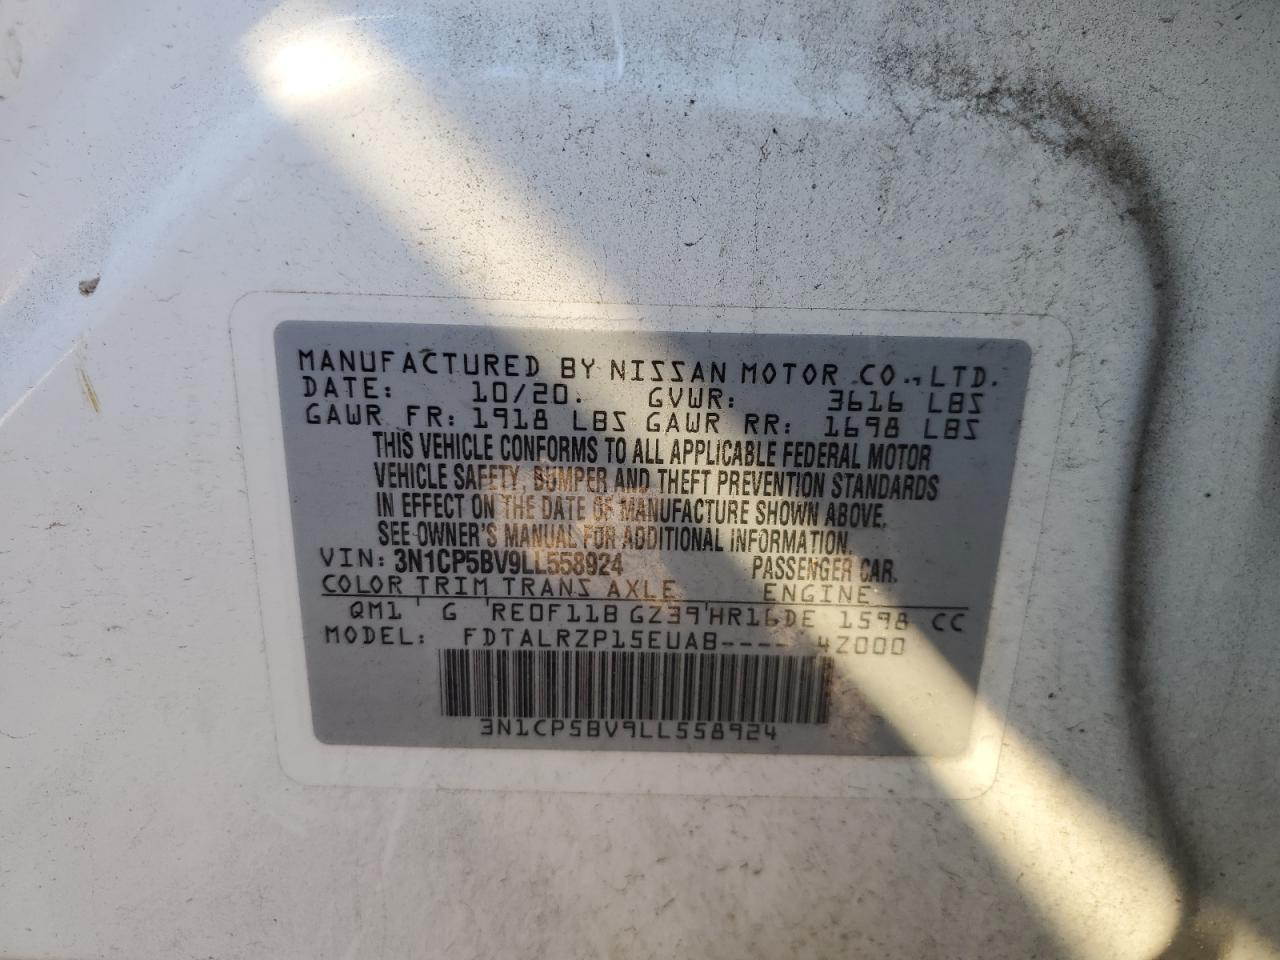 MANUFACTURED BY NISSAN MOTOR CO., LTD.
DATE: 10/20. GVWR: 3616 LBS
GAWR FR: 1918 LBS GAWR RR: 1698 LBS
THIS VEHICLE CONFORMS TO ALL APPLICABLE FEDERAL MOTOR
VEHICLE SAFETY, BUMPER AND THEFT PREVENTION STANDARDS
IN EFFECT ON THE DATE OF MANUFACTURE SHOWN ABOVE.
SEE OWNER'S MANUAL FOR ADDITIONAL INFORMATION.
VIN: 3N1CP5BV9LL558924 PASSENGER CAR.
COLOR TRIM TRANS AXLE ENGINE
QM1 G RE0F11B GZ39 HR16DE 1598 CC
MODEL: FDTALRZP15EUAB---- 4Z000
3N1CP5BV9LL558924